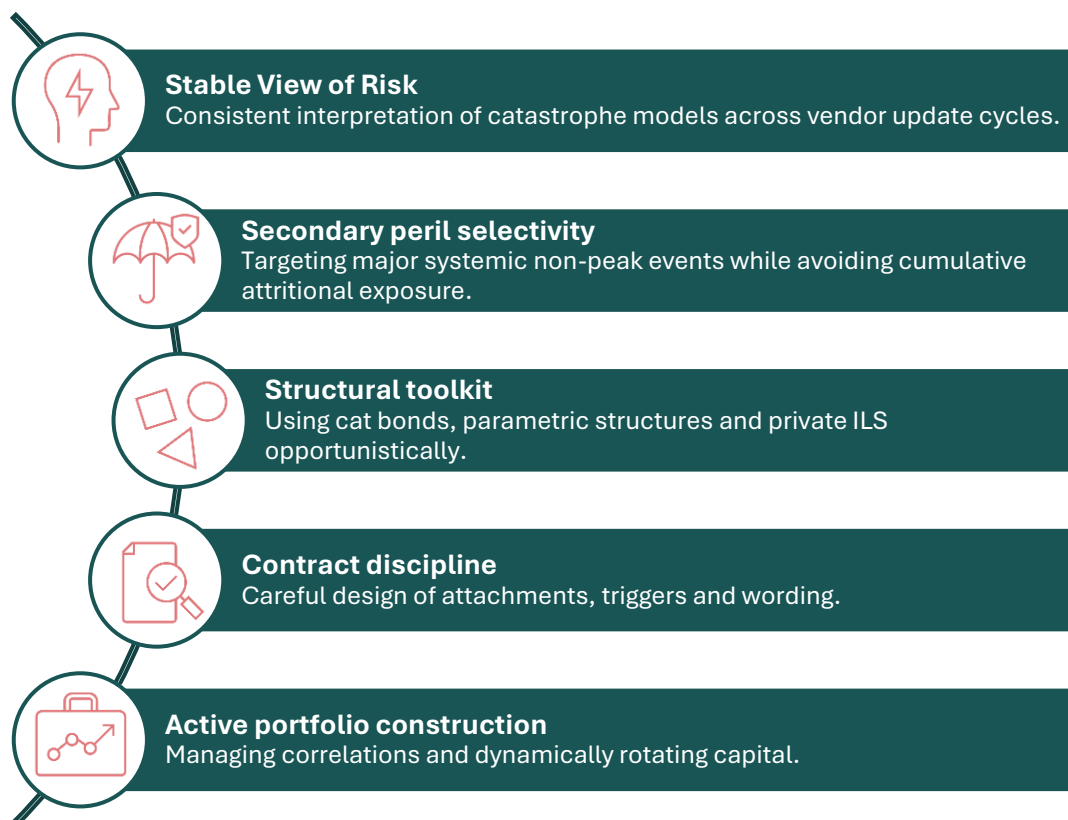 Stable View of Risk
Consistent interpretation of catastrophe models across vendor update cycles.
Secondary peril selectivity
Targeting major systemic non-peak events while avoiding cumulative
attritional exposure.
Structural toolkit
Using cat bonds, parametric structures and private ILS
opportunistically.
Contract discipline
Careful design of attachments, triggers and wording.
Active portfolio construction
Managing correlations and dynamically rotating capital.